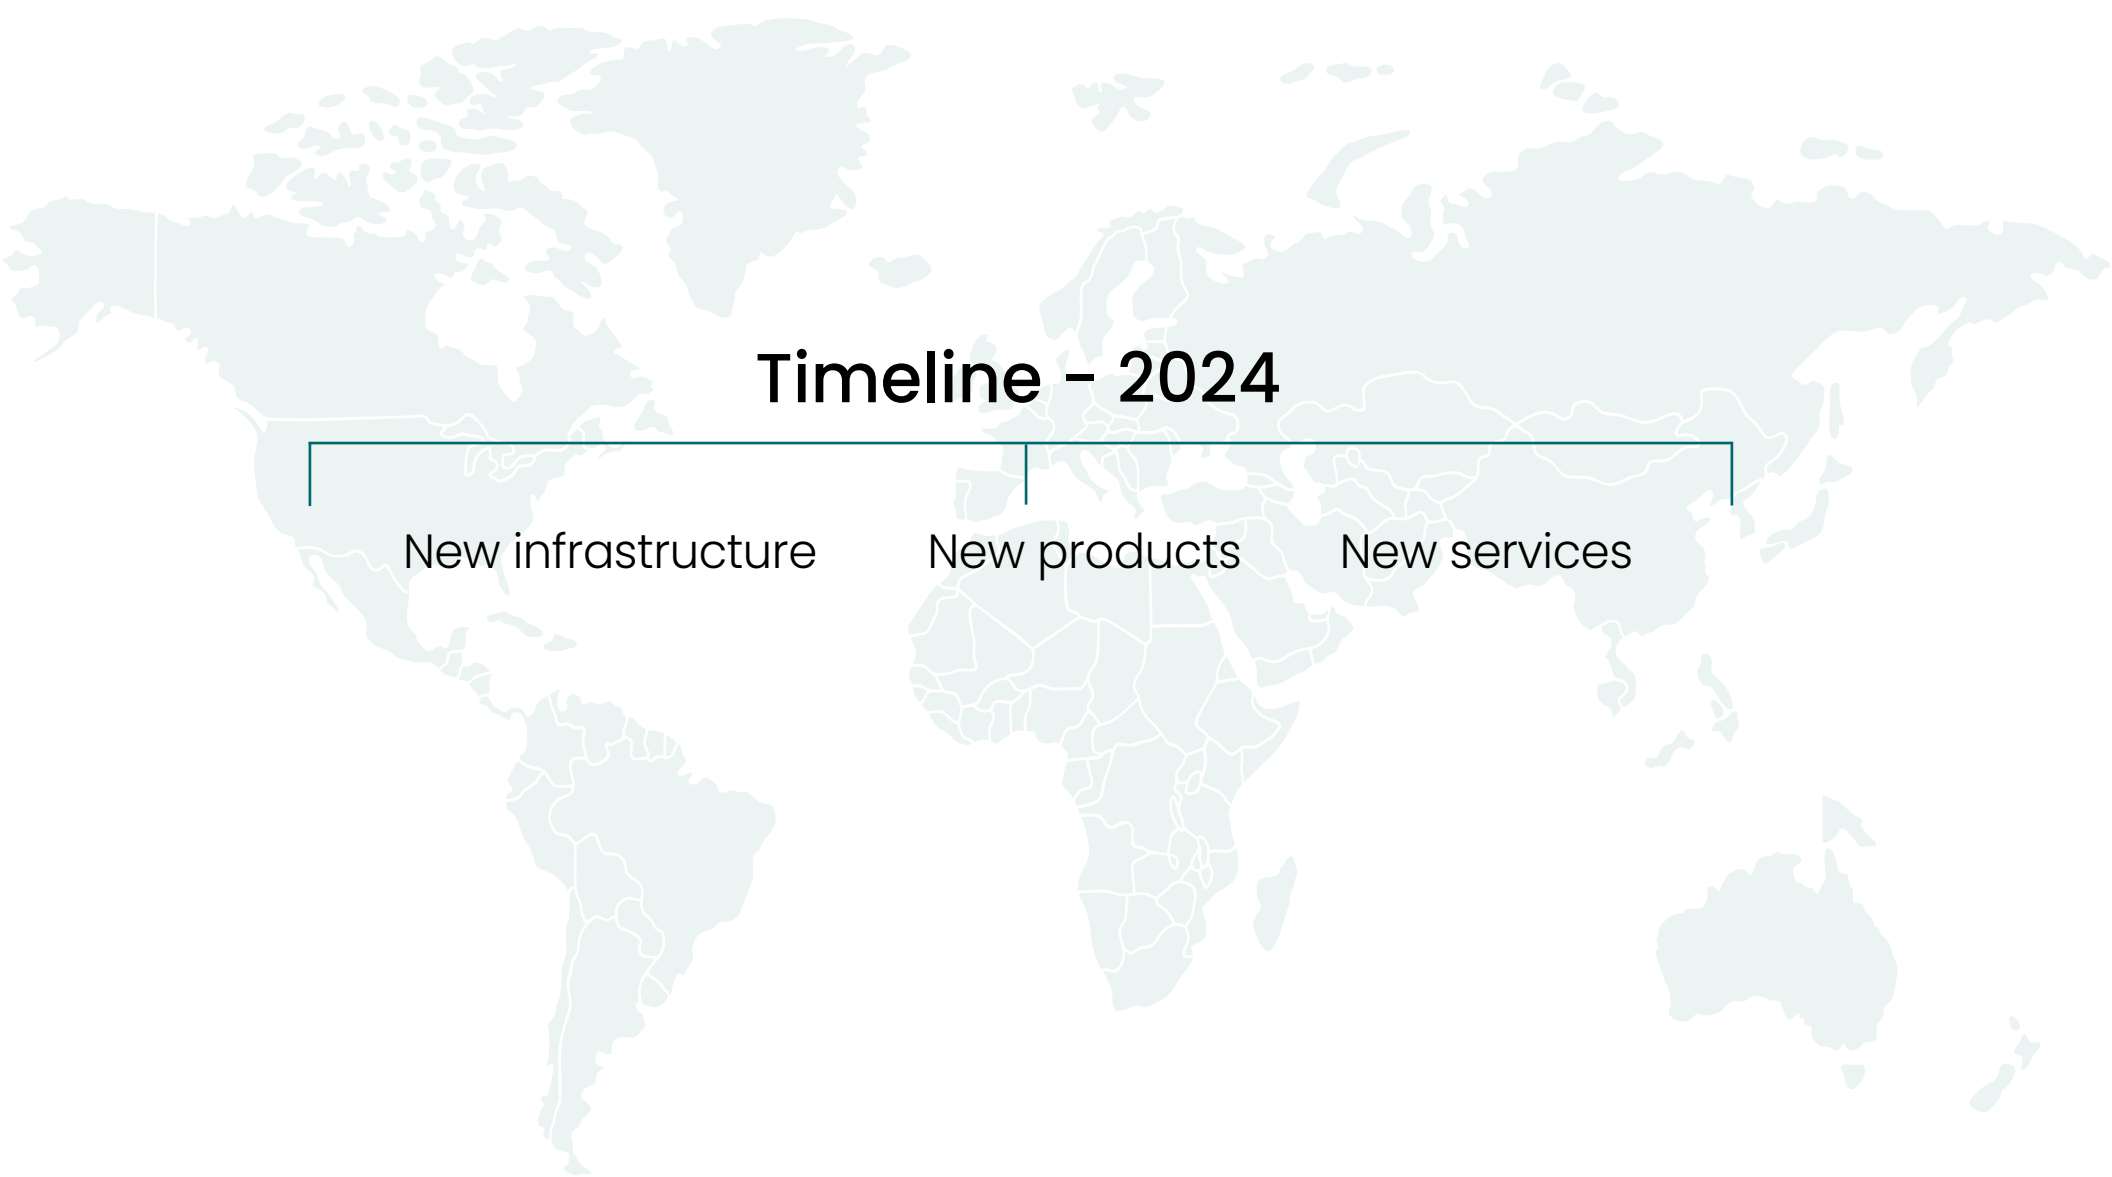 Timeline - 2024
New infrastructure
New products
New services